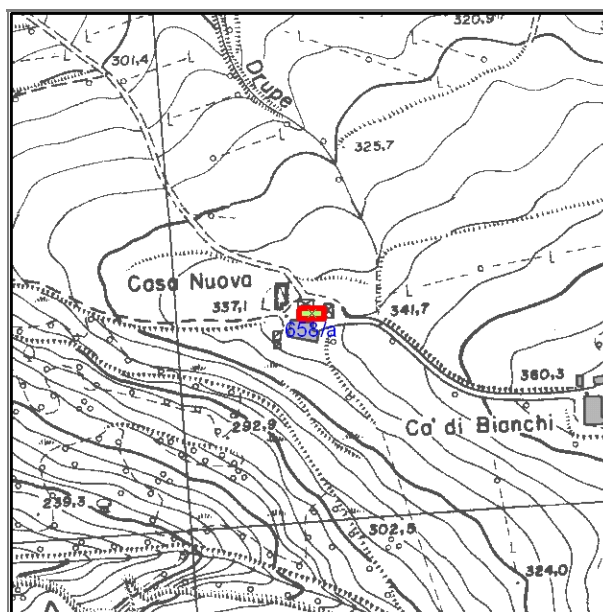 320,9
301,4
Drupe
325,7
Casa Nuova
337,1
341,7
658/a
360,3
Ca' di Bianchi
292,9
239,3
302,5
324,0